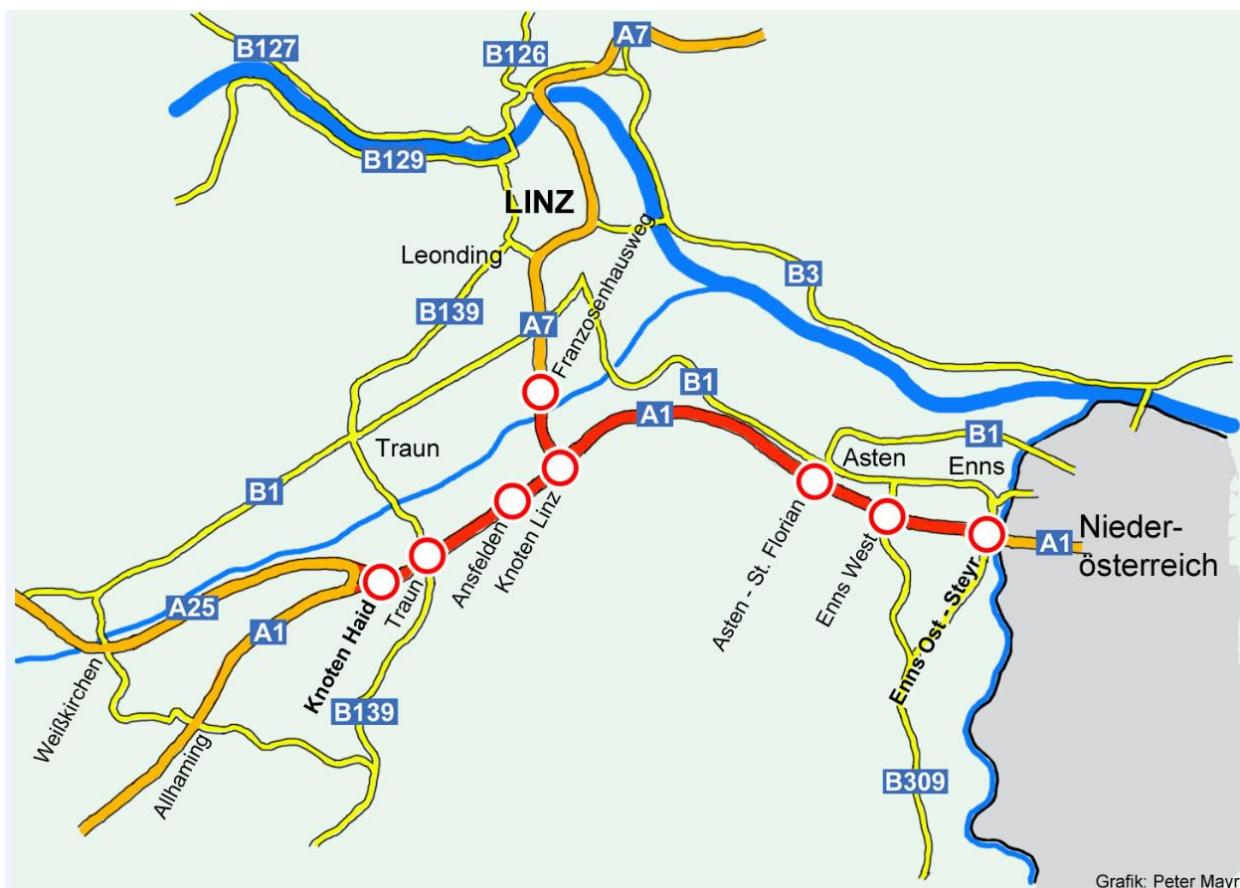 B127
B126
A7
B129
LINZ
Leonding
Franzosenhausweg
B3
B139
A7
B1
A1
Traun
Asten
Enns
B1
B1
Knoten Linz
Ansfelden
Nieder-
österreich
A1
A25
A1
Traun
Knoten Haid
Asten - St. Florian
Enns West
Enns Ost - Steyr
Weißkirchen
Allhaming
B139
B309
Grafik: Peter Mayr